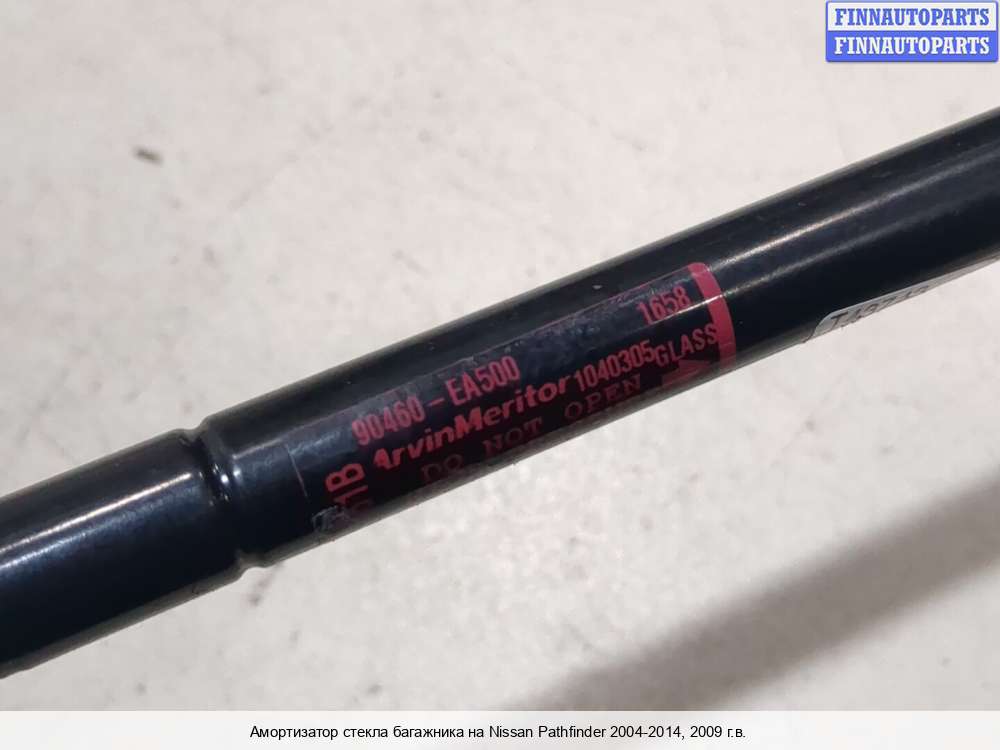 FINNAUTOPARTS
FINNAUTOPARTS
90460-EA500 1658
ArvinMeritor 1040305 GLASS
DO NOT OPEN
01B
Амортизатор стекла багажника на Nissan Pathfinder 2004-2014, 2009 г.в.